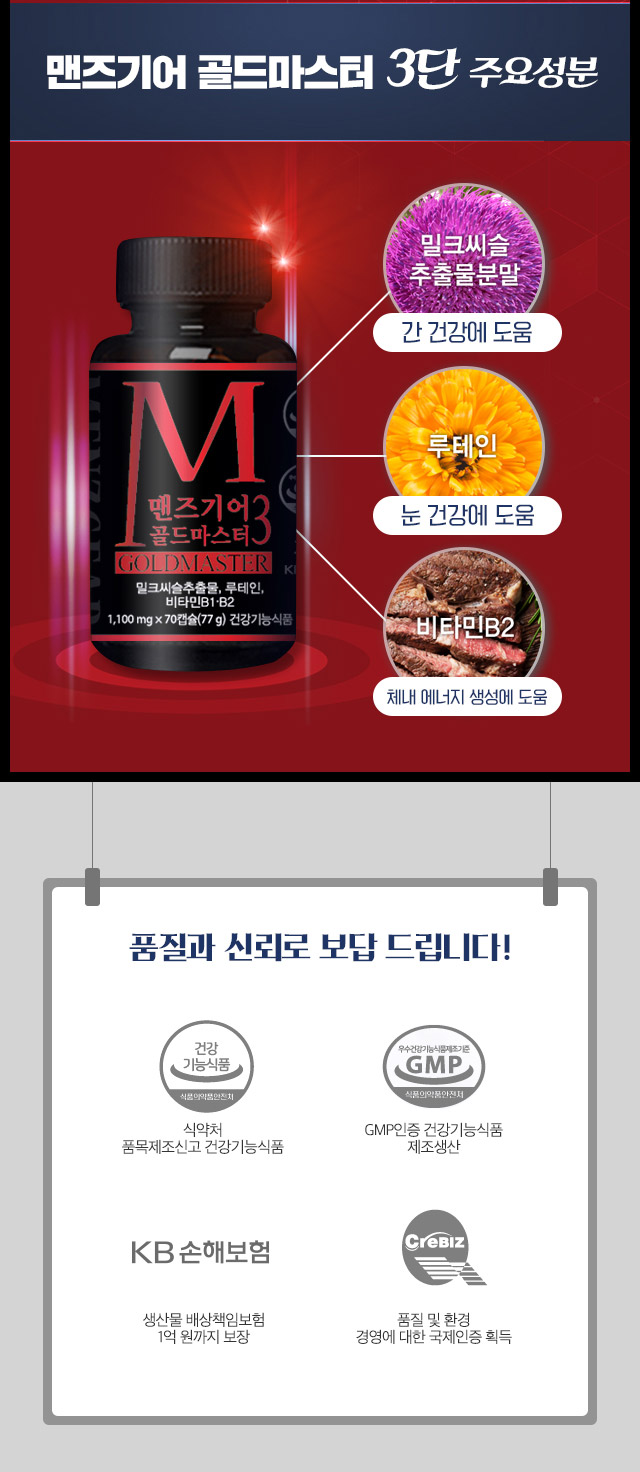 맨즈기어 골드마스터 3단 주요성분
밀크씨슬
추출물분말
간 건강에 도움
루테인
눈 건강에 도움
비타민B2
체내 에너지 생성에 도움
M
맨즈기어
골드마스터3
GOLDMASTER
밀크씨슬추출물, 루테인,
비타민B1·B2
1,100 mg × 70캡슐(77 g) 건강기능식품
품질과 신뢰로 보답 드립니다!
건강
기능식품
식품의약품안전처
식약처
품목제조신고 건강기능식품
우수건강기능식품제조기준
GMP
식품의약품안전처
GMP인증 건강기능식품
제조생산
KB 손해보험
생산물 배상책임보험
1억 원까지 보장
CreBiz
품질 및 환경
경영에 대한 국제인증 획득